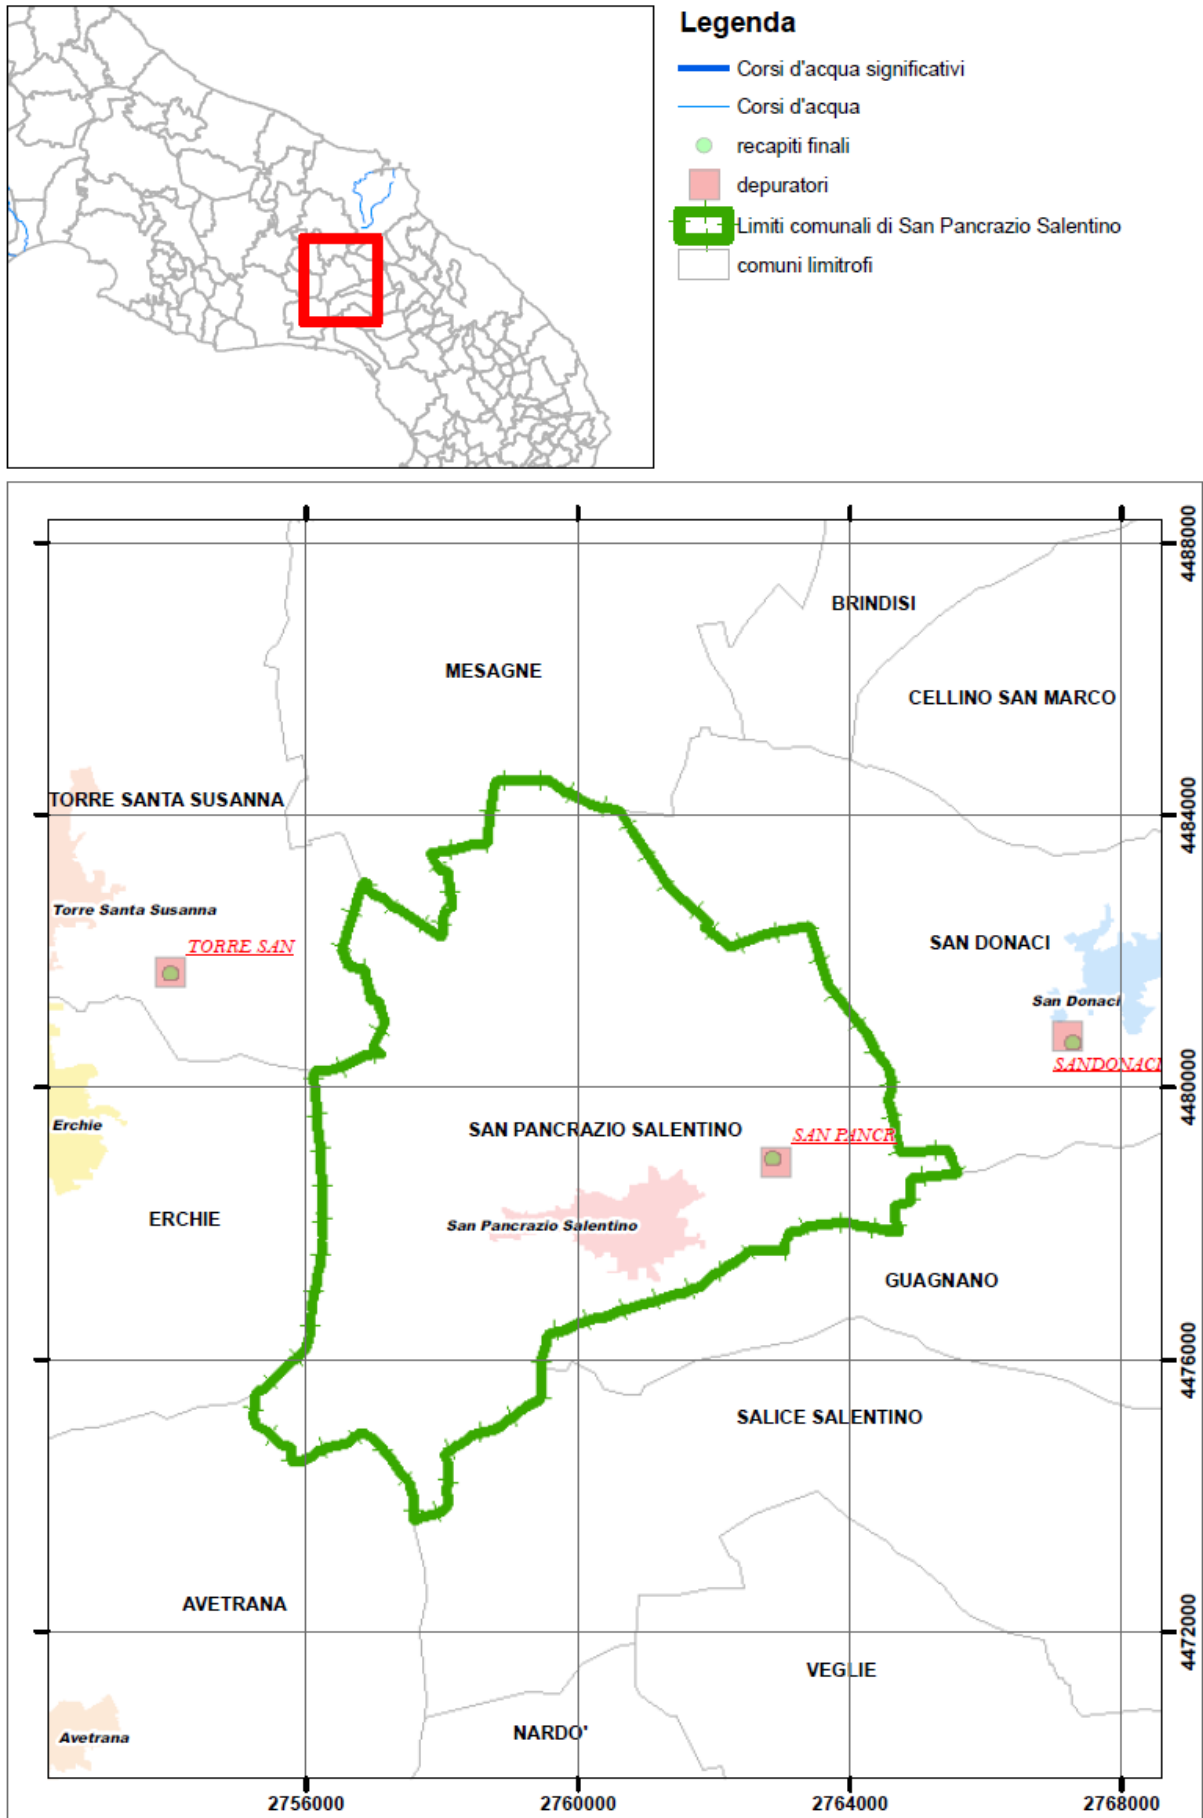 Legenda
Corsi d'acqua significativi
Corsi d'acqua
recapiti finali
depuratori
Limiti comunali di San Pancrazio Salentino
comuni limitrofi
4488000
BRINDISI
MESAGNE
CELLINO SAN MARCO
TORRE SANTA SUSANNA
4484000
Torre Santa Susanna
TORRE SAN
SAN DONACI
San Donaci
SANDONACI
4480000
Erchie
SAN PANCRAZIO SALENTINO
SAN PANCR
ERCHIE
San Pancrazio Salentino
GUAGNANO
4476000
SALICE SALENTINO
AVETRANA
4472000
VEGLIE
NARDO'
Avetrana
2756000
2760000
2764000
2768000